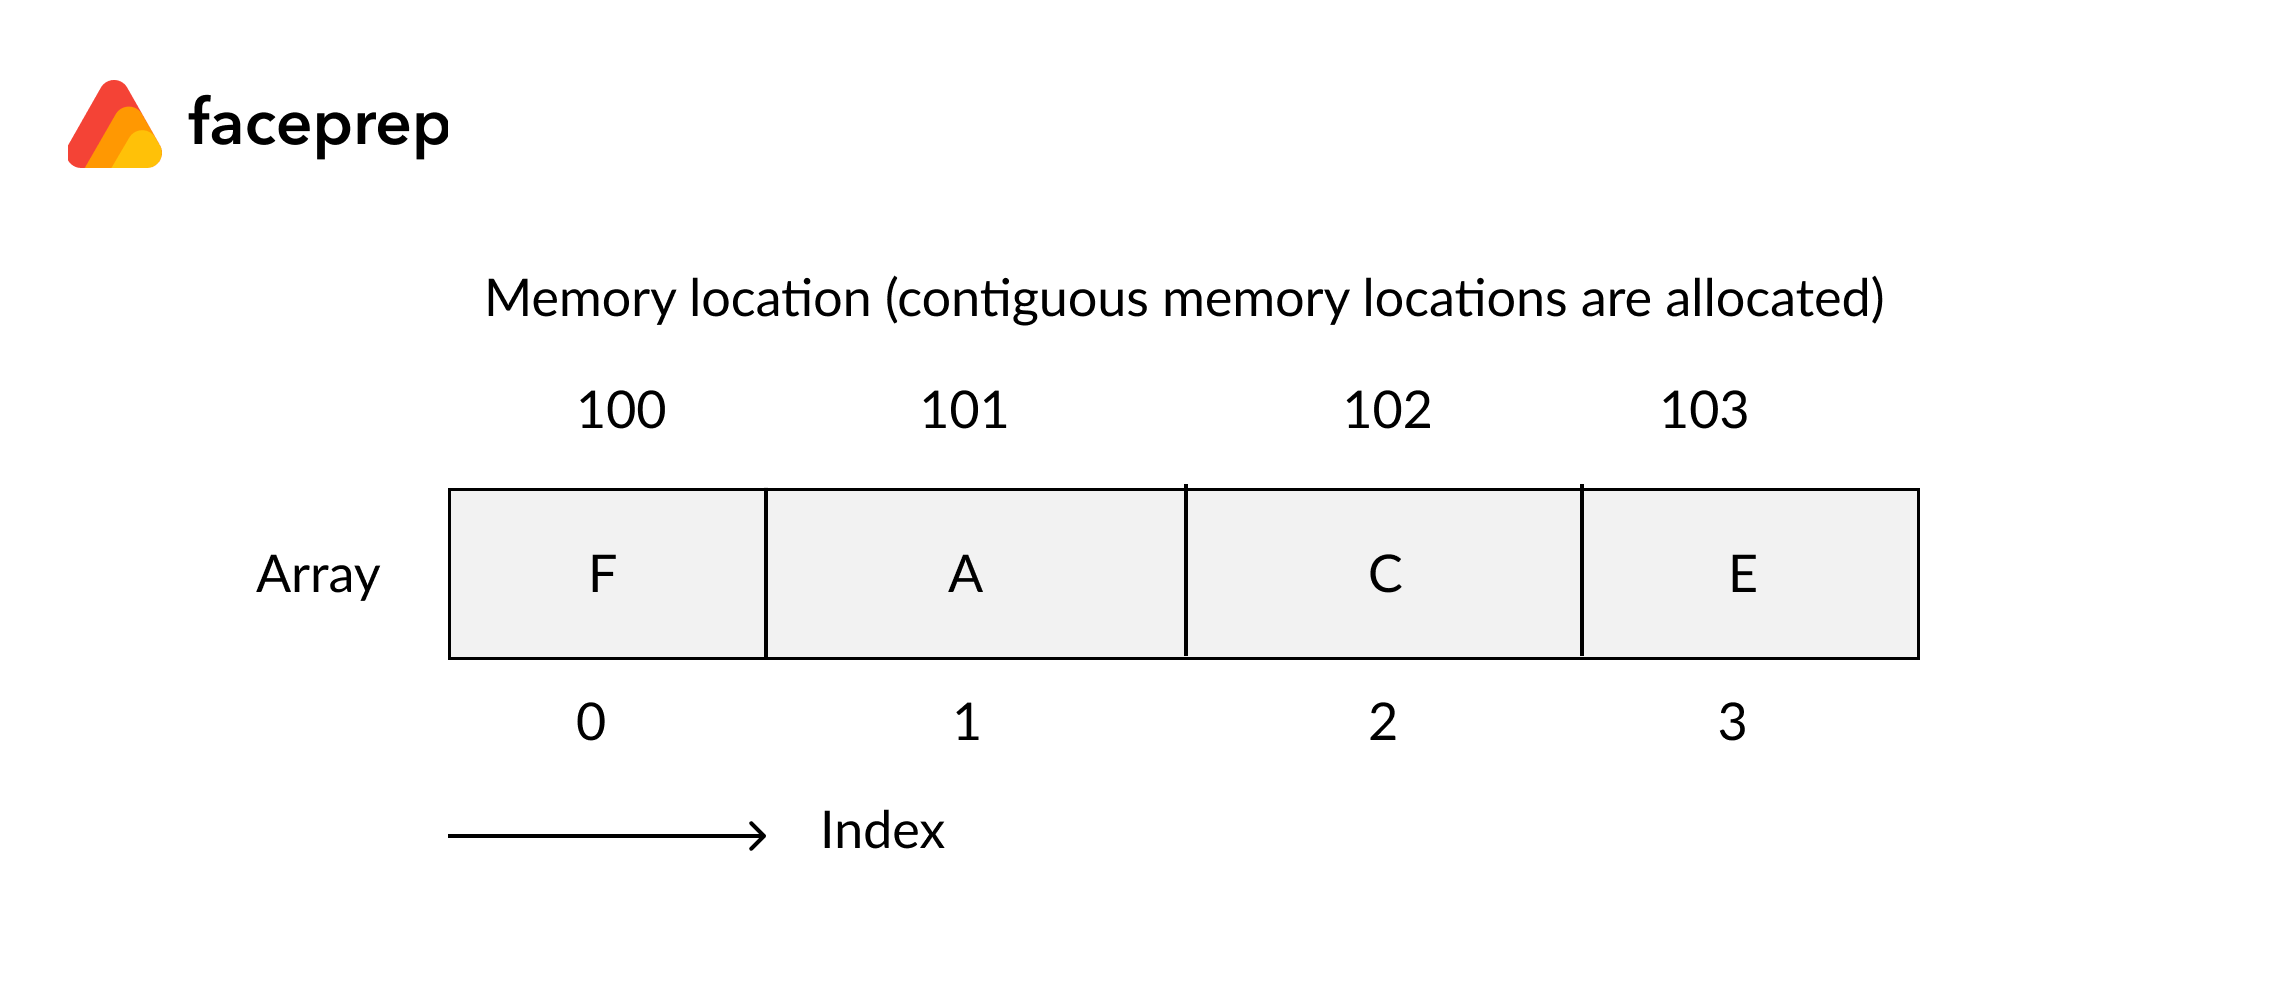 faceprep
Memory location (contiguous memory locations are allocated)
100 101 102 103
Array F A C E
0 1 2 3
Index